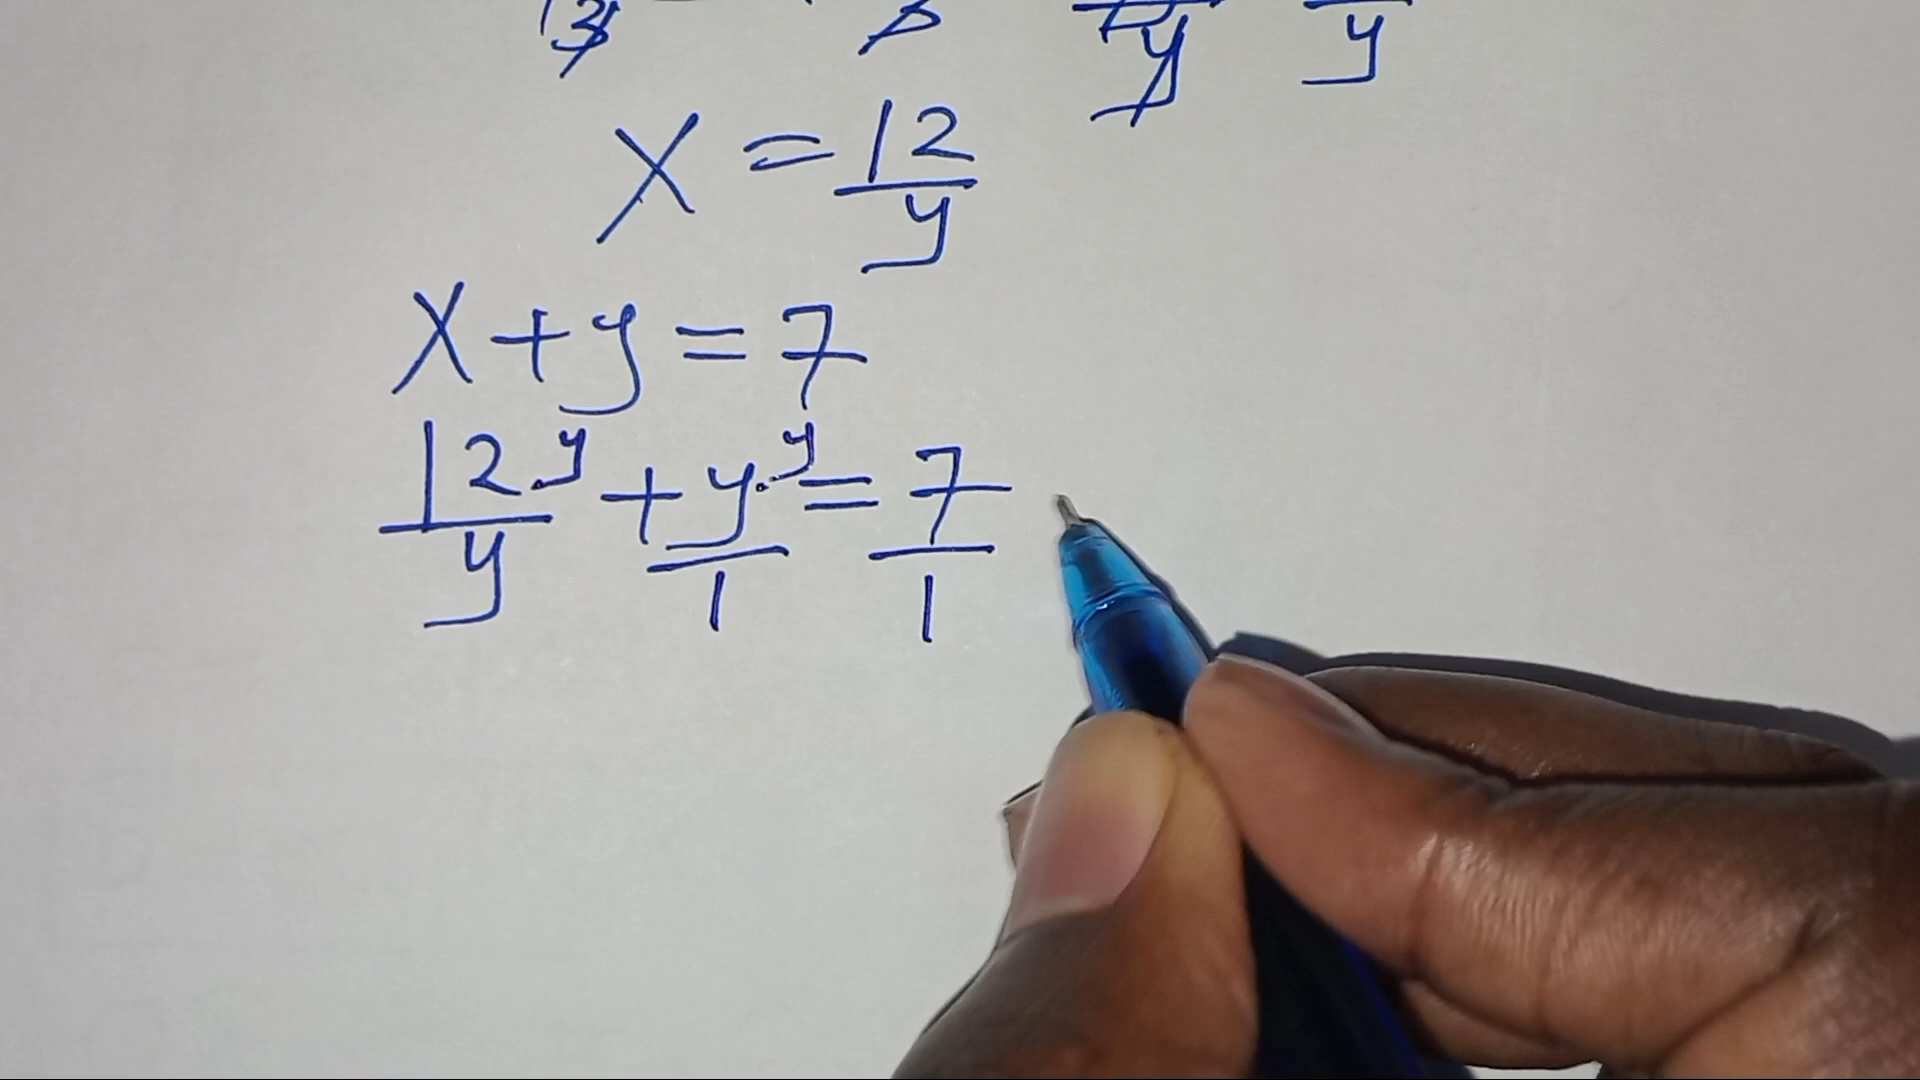 x = 12/y
x + y = 7
12·y/y + y·y/1 = 7/1